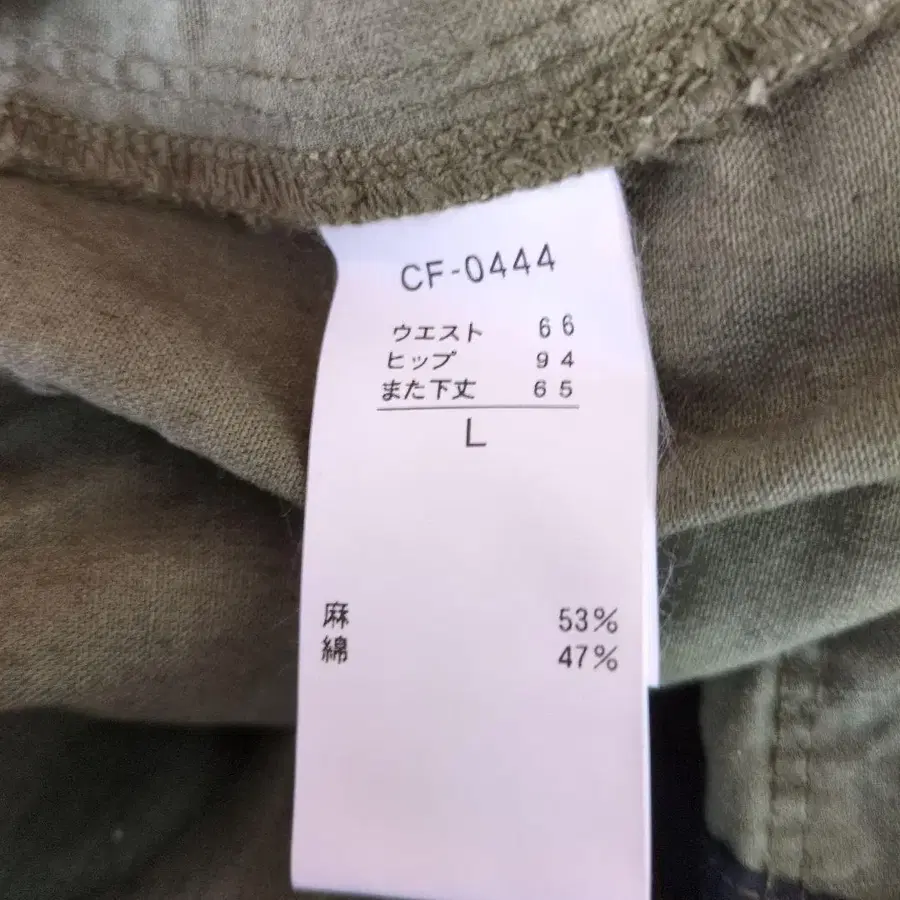 CF-0444
ウエスト 66
ヒップ 94
また下丈 65
L
麻 53%
綿 47%